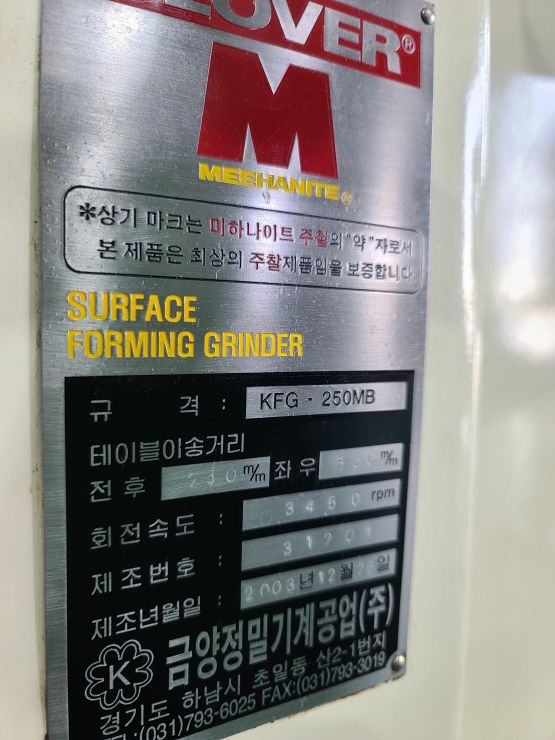 LOVER®
M
MEEHANITE®
*상기 마크는 미하나이트 주철의 "약"자로서
본 제품은 최상의 주찰제품임을 보증합니다.
SURFACE
FORMING GRINDER
규 격 : KFG - 250MB
테이블이송거리
전 후 m/m 좌 우 m/m
회전속도 : 3450 rpm
제조번호 : 31201
제조년월일 : 2003년 12월 일
K 금양정밀기계공업(주)
경기도 하남시 초일동 산2-1번지
TEL:(031)793-6025 FAX:(031)793-3019